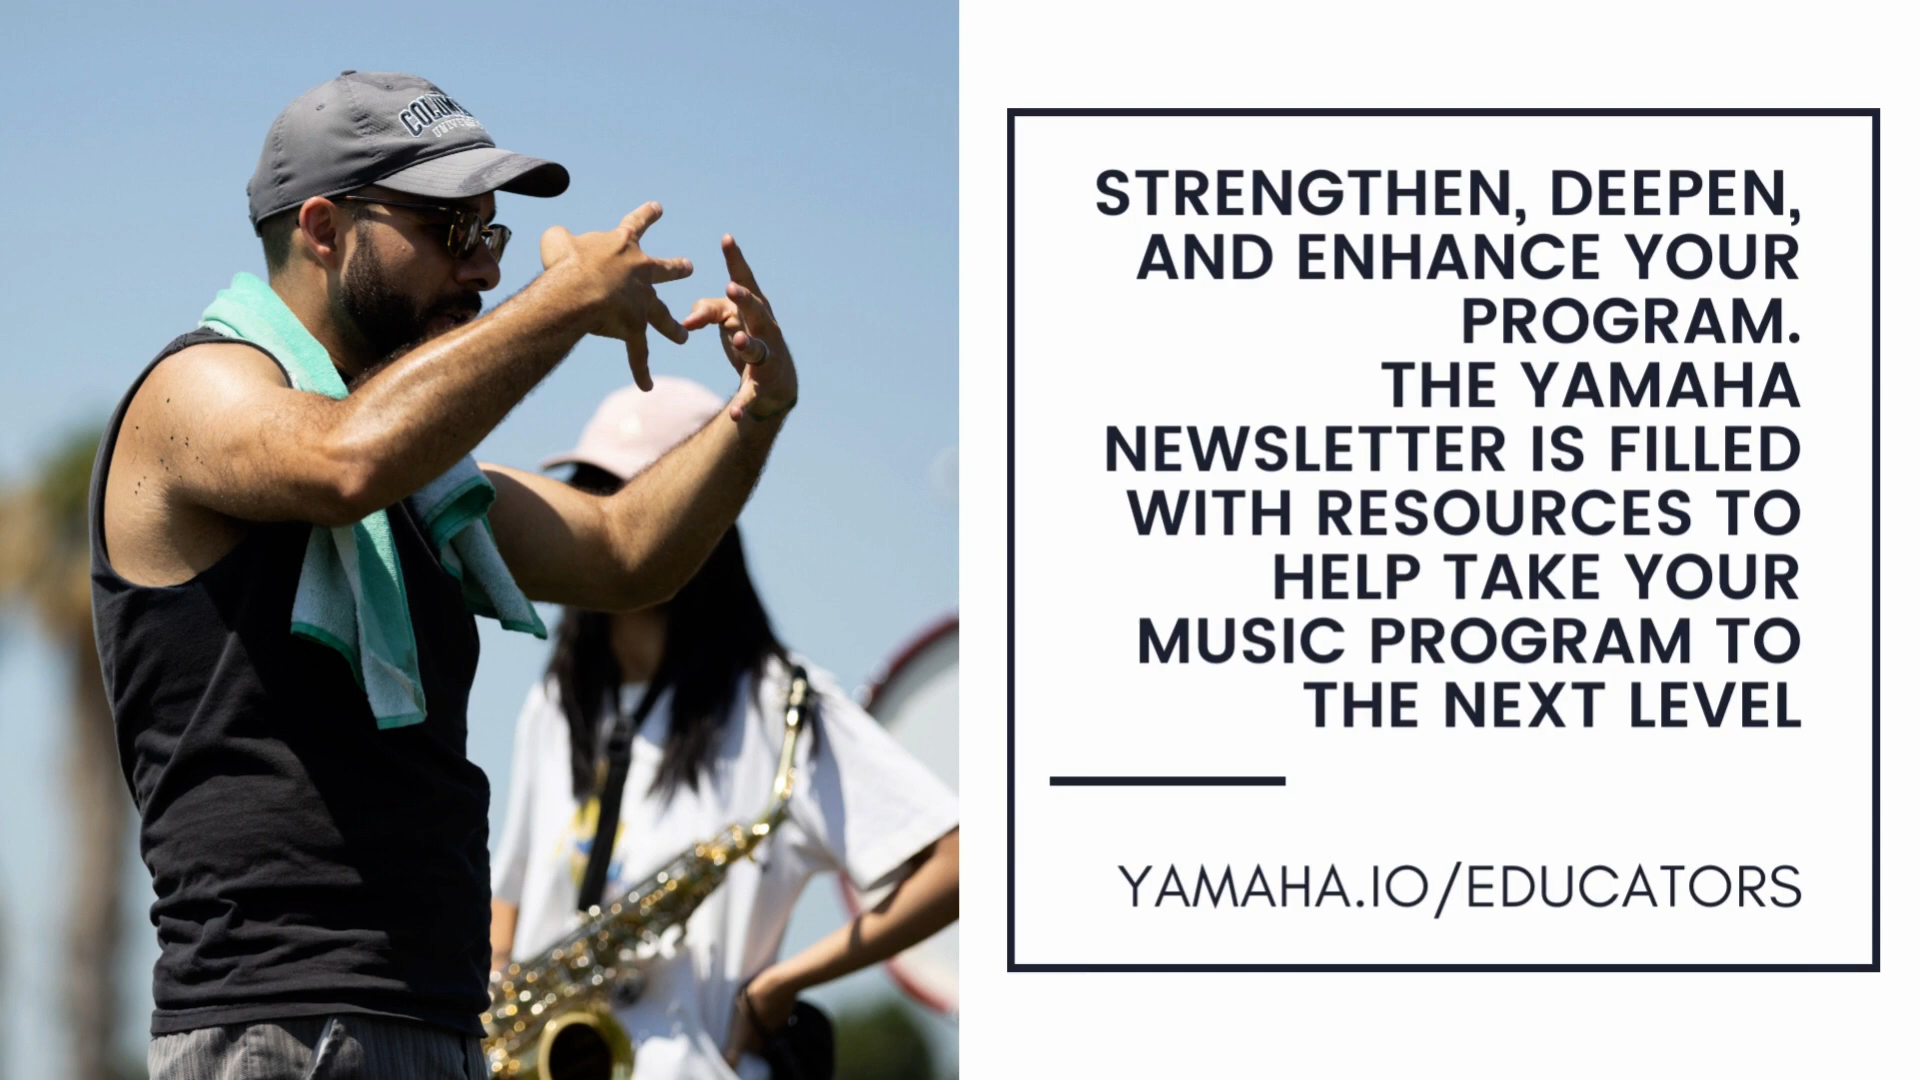 UNIVERSITY
STRENGTHEN, DEEPEN,
AND ENHANCE YOUR
PROGRAM.
THE YAMAHA
NEWSLETTER IS FILLED
WITH RESOURCES TO
HELP TAKE YOUR
MUSIC PROGRAM TO
THE NEXT LEVEL
YAMAHA.IO/EDUCATORS